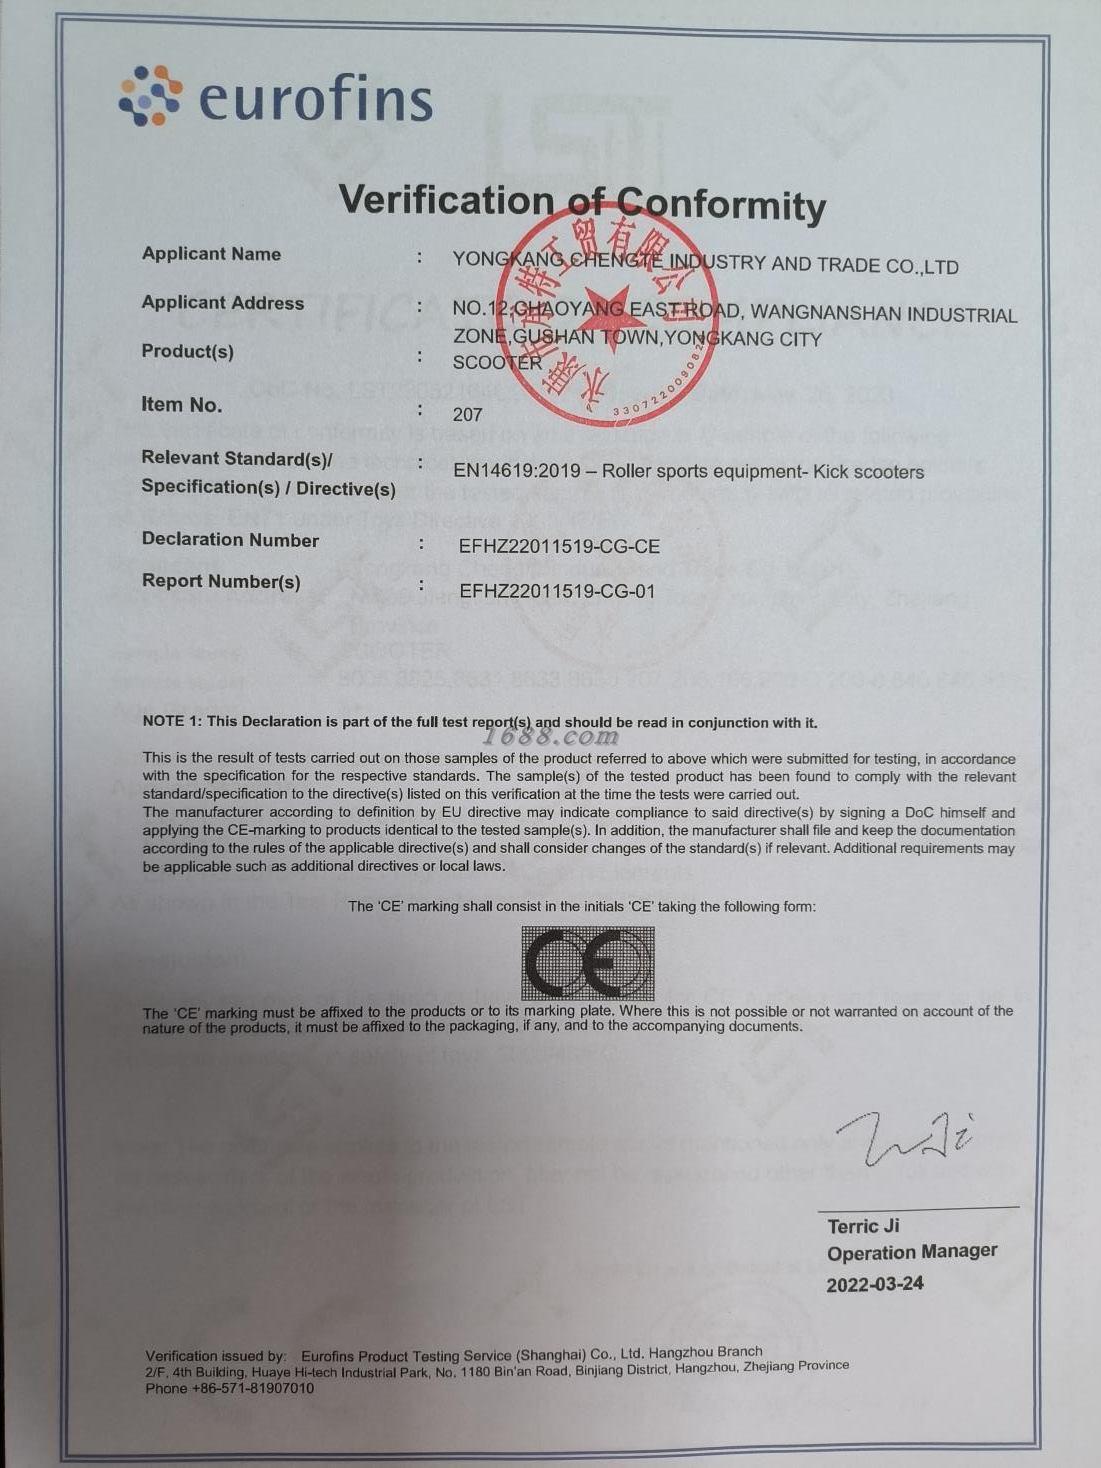 eurofins
Verification of Conformity
Applicant Name : YONGKANG CHENGTE INDUSTRY AND TRADE CO.,LTD
Applicant Address : NO.12,CHAOYANG EAST ROAD, WANGNANSHAN INDUSTRIAL
ZONE,GUSHAN TOWN,YONGKANG CITY
Product(s) : SCOOTER
Item No. : 207
Relevant Standard(s)/ : EN14619:2019 – Roller sports equipment- Kick scooters
Specification(s) / Directive(s)
Declaration Number : EFHZ22011519-CG-CE
Report Number(s) : EFHZ22011519-CG-01
永康市承特工贸有限公司
NOTE 1: This Declaration is part of the full test report(s) and should be read in conjunction with it.
1688.com
This is the result of tests carried out on those samples of the product referred to above which were submitted for testing, in accordance
with the specification for the respective standards. The sample(s) of the tested product has been found to comply with the relevant
standard/specification to the directive(s) listed on this verification at the time the tests were carried out.
The manufacturer according to definition by EU directive may indicate compliance to said directive(s) by signing a DoC himself and
applying the CE-marking to products identical to the tested sample(s). In addition, the manufacturer shall file and keep the documentation
according to the rules of the applicable directive(s) and shall consider changes of the standard(s) if relevant. Additional requirements may
be applicable such as additional directives or local laws.
The 'CE' marking shall consist in the initials 'CE' taking the following form:
CE
The 'CE' marking must be affixed to the products or to its marking plate. Where this is not possible or not warranted on account of the
nature of the products, it must be affixed to the packaging, if any, and to the accompanying documents.
Terric Ji
Operation Manager
2022-03-24
Verification issued by: Eurofins Product Testing Service (Shanghai) Co., Ltd. Hangzhou Branch
2/F, 4th Building, Huaye Hi-tech Industrial Park, No. 1180 Bin'an Road, Binjiang District, Hangzhou, Zhejiang Province
Phone +86-571-81907010